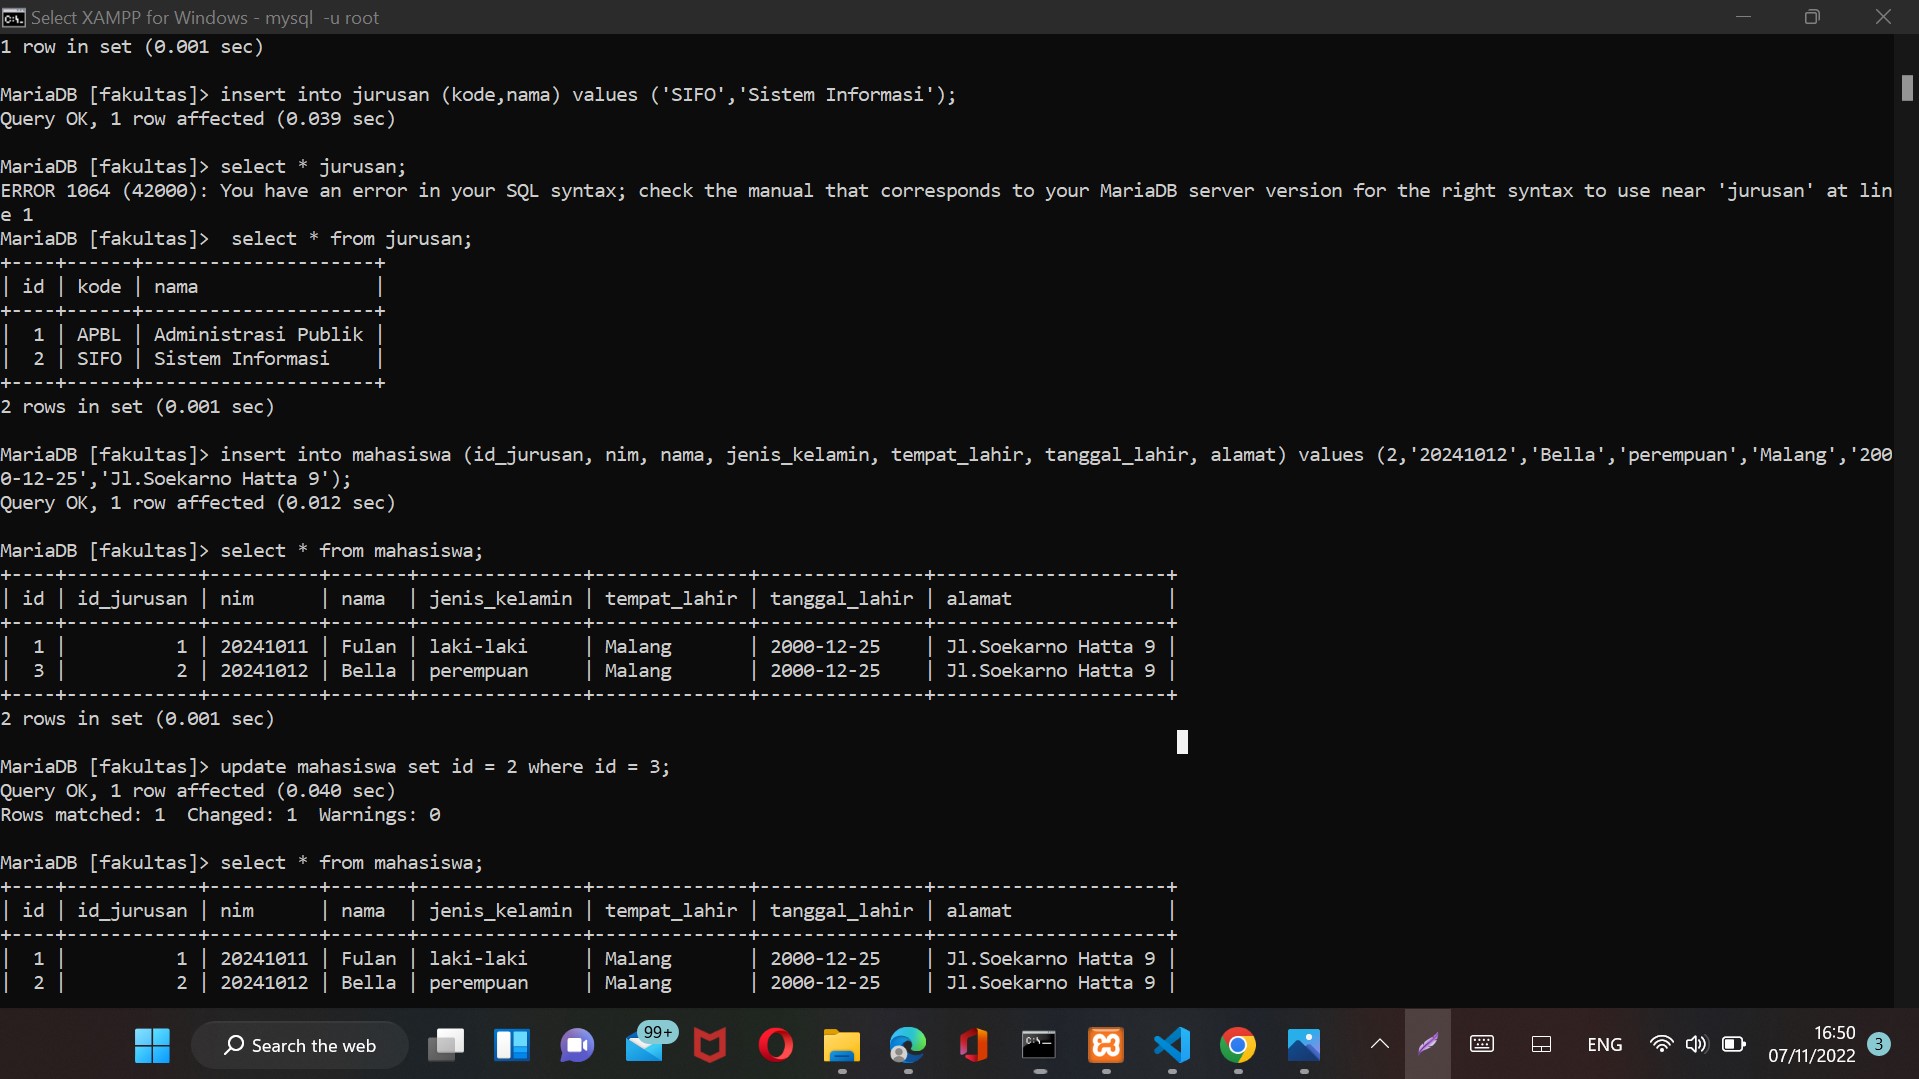 Select XAMPP for Windows - mysql  -u root
1 row in set (0.001 sec)

MariaDB [fakultas]> insert into jurusan (kode,nama) values ('SIFO','Sistem Informasi');
Query OK, 1 row affected (0.039 sec)

MariaDB [fakultas]> select * jurusan;
ERROR 1064 (42000): You have an error in your SQL syntax; check the manual that corresponds to your MariaDB server version for the right syntax to use near 'jurusan' at lin
e 1
MariaDB [fakultas]>  select * from jurusan;
+----+------+---------------------+
| id | kode | nama                |
+----+------+---------------------+
|  1 | APBL | Administrasi Publik |
|  2 | SIFO | Sistem Informasi    |
+----+------+---------------------+
2 rows in set (0.001 sec)

MariaDB [fakultas]> insert into mahasiswa (id_jurusan, nim, nama, jenis_kelamin, tempat_lahir, tanggal_lahir, alamat) values (2,'20241012','Bella','perempuan','Malang','200
0-12-25','Jl.Soekarno Hatta 9');
Query OK, 1 row affected (0.012 sec)

MariaDB [fakultas]> select * from mahasiswa;
+----+------------+----------+-------+---------------+--------------+---------------+---------------------+
| id | id_jurusan | nim      | nama  | jenis_kelamin | tempat_lahir | tanggal_lahir | alamat              |
+----+------------+----------+-------+---------------+--------------+---------------+---------------------+
|  1 |          1 | 20241011 | Fulan | laki-laki     | Malang       | 2000-12-25    | Jl.Soekarno Hatta 9 |
|  3 |          2 | 20241012 | Bella | perempuan     | Malang       | 2000-12-25    | Jl.Soekarno Hatta 9 |
+----+------------+----------+-------+---------------+--------------+---------------+---------------------+
2 rows in set (0.001 sec)

MariaDB [fakultas]> update mahasiswa set id = 2 where id = 3;
Query OK, 1 row affected (0.040 sec)
Rows matched: 1  Changed: 1  Warnings: 0

MariaDB [fakultas]> select * from mahasiswa;
+----+------------+----------+-------+---------------+--------------+---------------+---------------------+
| id | id_jurusan | nim      | nama  | jenis_kelamin | tempat_lahir | tanggal_lahir | alamat              |
+----+------------+----------+-------+---------------+--------------+---------------+---------------------+
|  1 |          1 | 20241011 | Fulan | laki-laki     | Malang       | 2000-12-25    | Jl.Soekarno Hatta 9 |
|  2 |          2 | 20241012 | Bella | perempuan     | Malang       | 2000-12-25    | Jl.Soekarno Hatta 9 |
Search the web
99+
ENG
16:50
07/11/2022
3